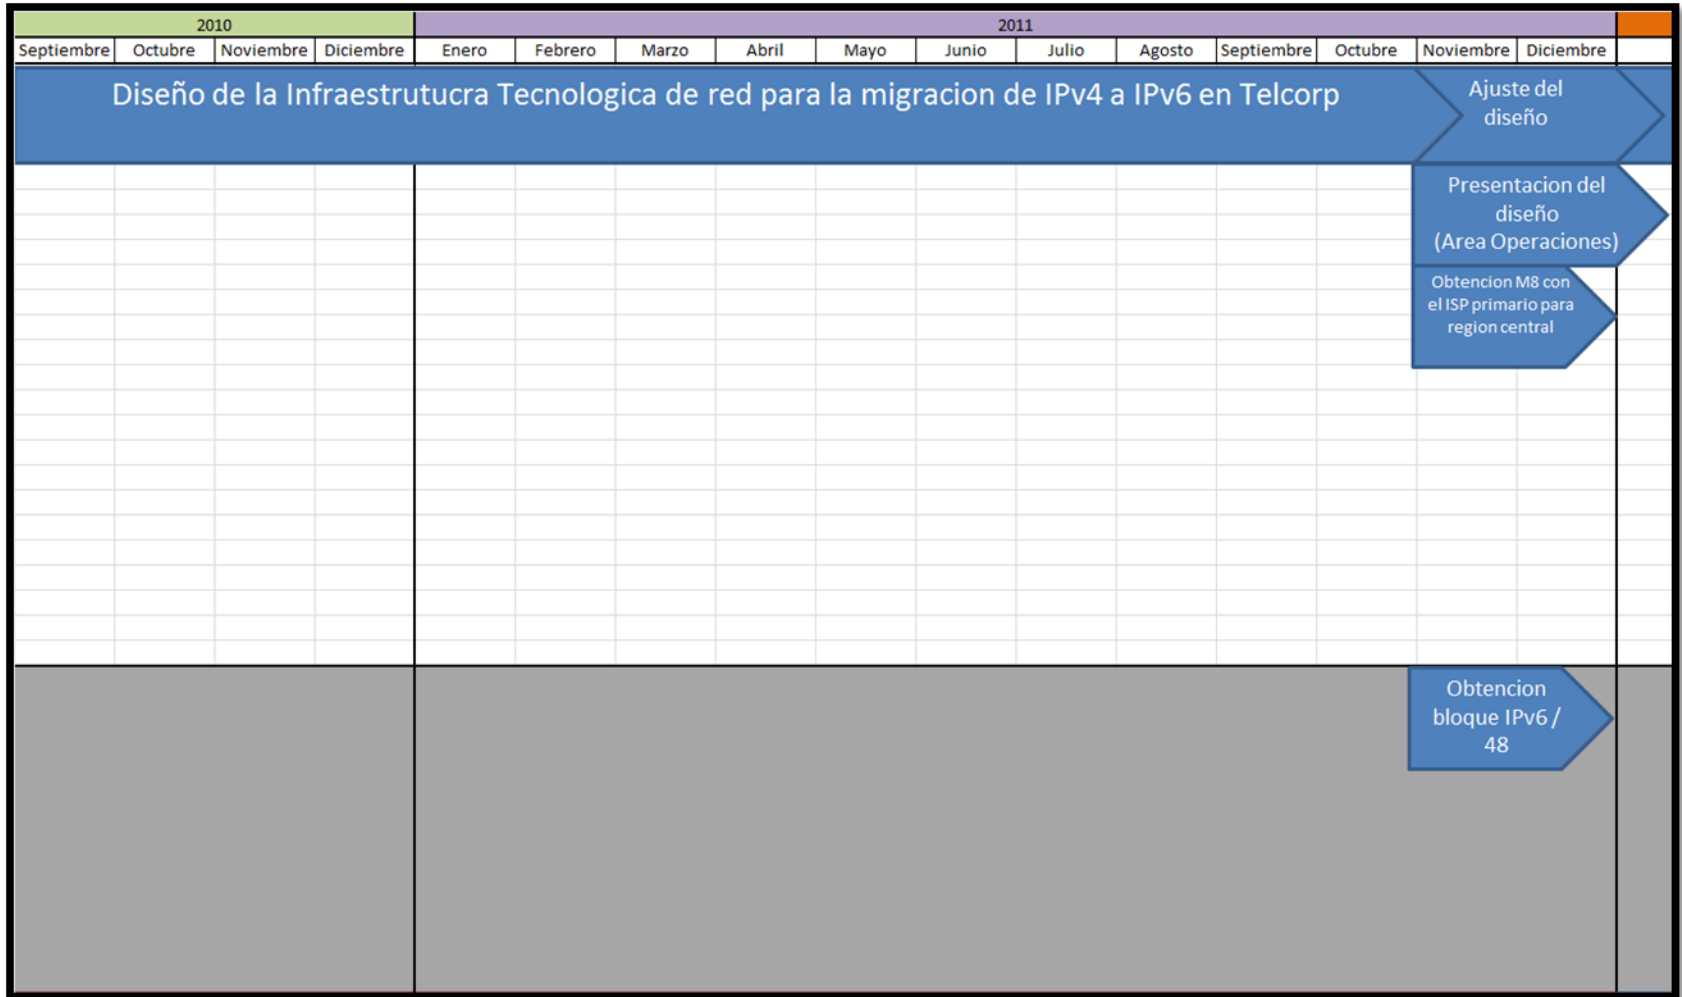 2010 2011
Septiembre Octubre Noviembre Diciembre Enero Febrero Marzo Abril Mayo Junio Julio Agosto Septiembre Octubre Noviembre Diciembre
Diseño de la Infraestrutucra Tecnologica de red para la migracion de IPv4 a IPv6 en Telcorp
Ajuste del
diseño
Presentacion del
diseño
(Area Operaciones)
Obtencion M8 con
el ISP primario para
region central
Obtencion
bloque IPv6 /
48